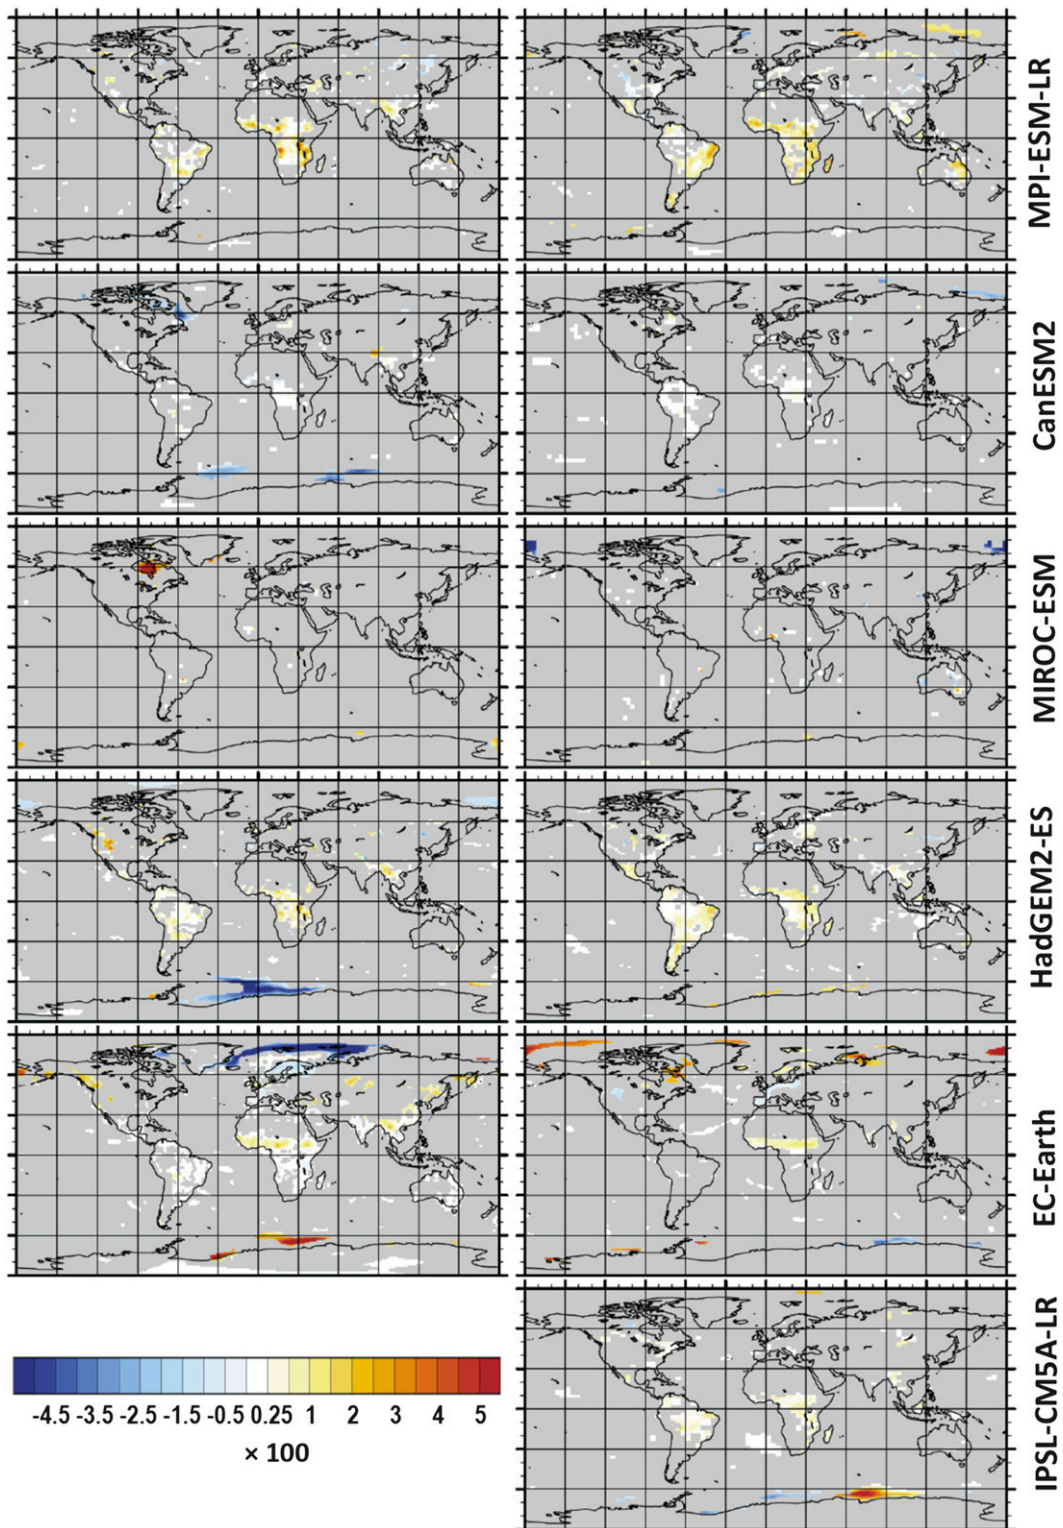 MPI-ESM-LR
CanESM2
MIROC-ESM
HadGEM2-ES
EC-Earth
IPSL-CM5A-LR
-4.5 -3.5 -2.5 -1.5 -0.5 0.25 1 2 3 4 5
× 100